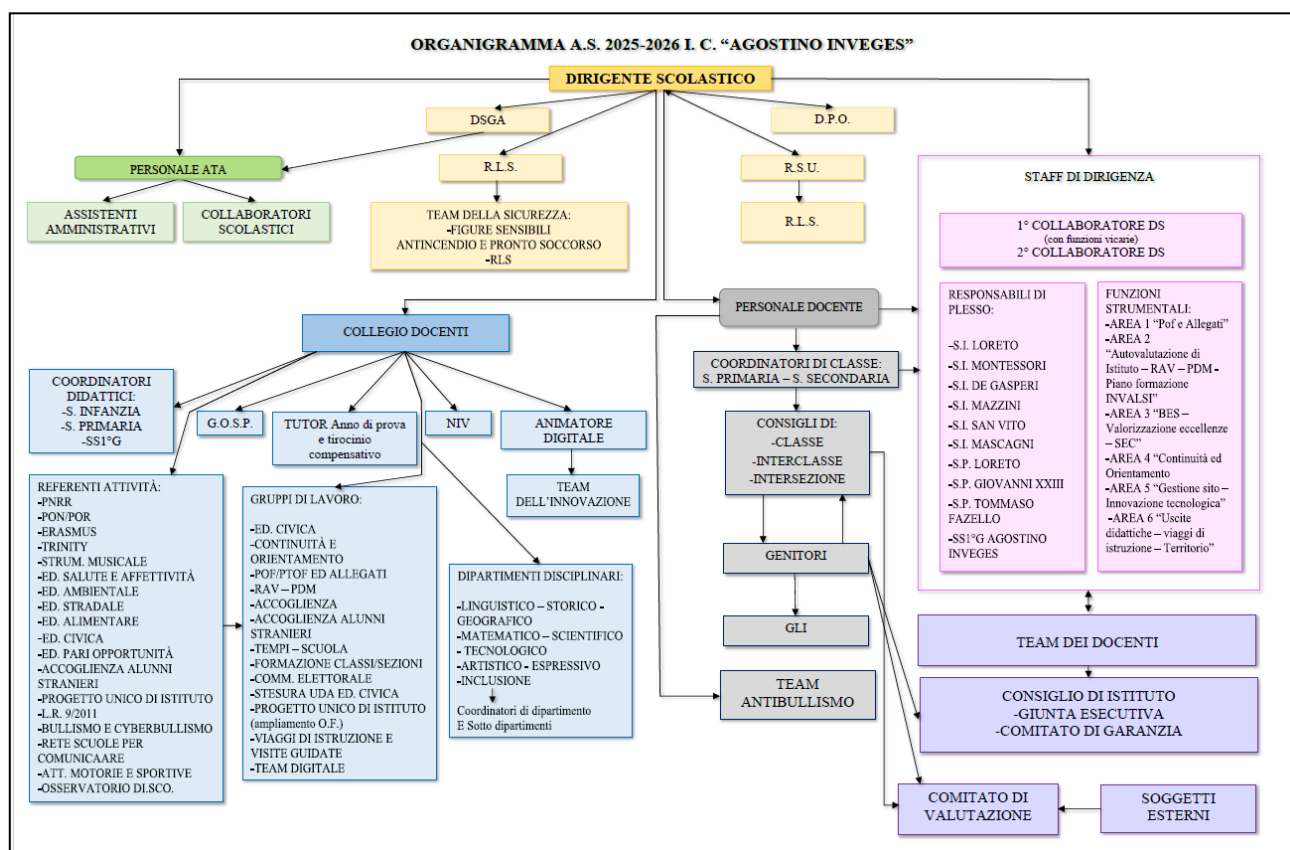 ORGANIGRAMMA A.S. 2025-2026 I. C. “AGOSTINO INVEGES”
DIRIGENTE SCOLASTICO
DSGA
D.P.O.
PERSONALE ATA
R.L.S.
R.S.U.
STAFF DI DIRIGENZA
ASSISTENTI
AMMINISTRATIVI
COLLABORATORI
SCOLASTICI
TEAM DELLA SICUREZZA:
-FIGURE SENSIBILI
ANTINCENDIO E PRONTO SOCCORSO
-RLS
R.L.S.
1° COLLABORATORE DS
(con funzioni vicarie)
2° COLLABORATORE DS
RESPONSABILI DI
PLESSO:
-S.I. LORETO
-S.I. MONTESSORI
-S.I. DE GASPERI
-S.I. MAZZINI
-S.I. SAN VITO
-S.I. MASCAGNI
-S.P. LORETO
-S.P. GIOVANNI XXIII
-S.P. TOMMASO
FAZELLO
-SS1°G AGOSTINO
INVEGES
FUNZIONI
STRUMENTALI:
-AREA 1 “Pof e Allegati”
-AREA 2
“Autovalutazione di
Istituto – RAV – PDM -
Piano formazione
INVALSI”
-AREA 3 “BES –
Valorizzazione eccellenze
– SEC”
-AREA 4 “Continuità ed
Orientamento
-AREA 5 “Gestione sito –
Innovazione tecnologica”
-AREA 6 “Uscite
didattiche – viaggi di
istruzione – Territorio”
PERSONALE DOCENTE
COLLEGIO DOCENTI
COORDINATORI DI CLASSE:
S. PRIMARIA – S. SECONDARIA
COORDINATORI
DIDATTICI:
-S. INFANZIA
-S. PRIMARIA
-SS1°G
G.O.S.P.
TUTOR Anno di prova
e tirocinio
compensativo
NIV
ANIMATORE
DIGITALE
CONSIGLI DI:
-CLASSE
-INTERCLASSE
-INTERSEZIONE
TEAM
DELL’INNOVAZIONE
REFERENTI ATTIVITÀ:
-PNRR
-PON/POR
-ERASMUS
-TRINITY
-STRUM. MUSICALE
-ED. SALUTE E AFFETTIVITÀ
-ED. AMBIENTALE
-ED. STRADALE
-ED. ALIMENTARE
-ED. CIVICA
-ED. PARI OPPORTUNITÀ
-ACCOGLIENZA ALUNNI
STRANIERI
-PROGETTO UNICO DI ISTITUTO
-L.R. 9/2011
-BULLISMO E CYBERBULLISMO
-RETE SCUOLE PER
COMUNICAARE
-ATT. MOTORIE E SPORTIVE
-OSSERVATORIO DI.SCO.
GRUPPI DI LAVORO:
-ED. CIVICA
-CONTINUITÀ E
ORIENTAMENTO
-POF/PTOF ED ALLEGATI
-RAV – PDM
-ACCOGLIENZA
-ACCOGLIENZA ALUNNI
STRANIERI
-TEMPI – SCUOLA
-FORMAZIONE CLASSI/SEZIONI
-COMM. ELETTORALE
-STESURA UDA ED. CIVICA
-PROGETTO UNICO DI ISTITUTO
(ampliamento O.F.)
-VIAGGI DI ISTRUZIONE E
VISITE GUIDATE
-TEAM DIGITALE
DIPARTIMENTI DISCIPLINARI:
-LINGUISTICO – STORICO -
GEOGRAFICO
-MATEMATICO – SCIENTIFICO
- TECNOLOGICO
-ARTISTICO - ESPRESSIVO
-INCLUSIONE
Coordinatori di dipartimento
E Sotto dipartimenti
GENITORI
GLI
TEAM
ANTIBULLISMO
TEAM DEI DOCENTI
CONSIGLIO DI ISTITUTO
-GIUNTA ESECUTIVA
-COMITATO DI GARANZIA
COMITATO DI
VALUTAZIONE
SOGGETTI
ESTERNI